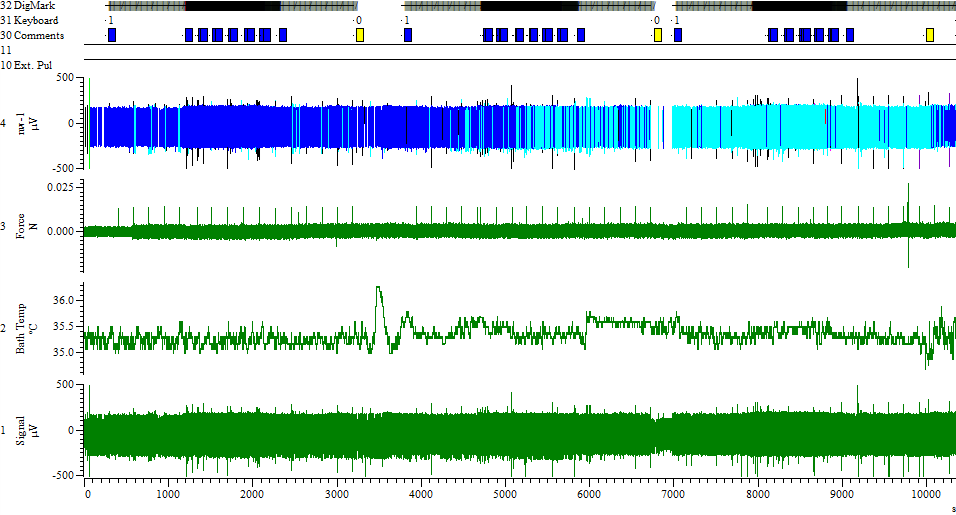 32 DigMark
31 Keyboard
1 0 1 0 1
30 Comments
11
10 Ext. Pul
500
4 nw-1 µV 0
-500
0.025
3 Force N 0.000
36.0
2 Bath Temp °C 35.5
35.0
500
1 Signal µV 0
-500
0 1000 2000 3000 4000 5000 6000 7000 8000 9000 10000
s